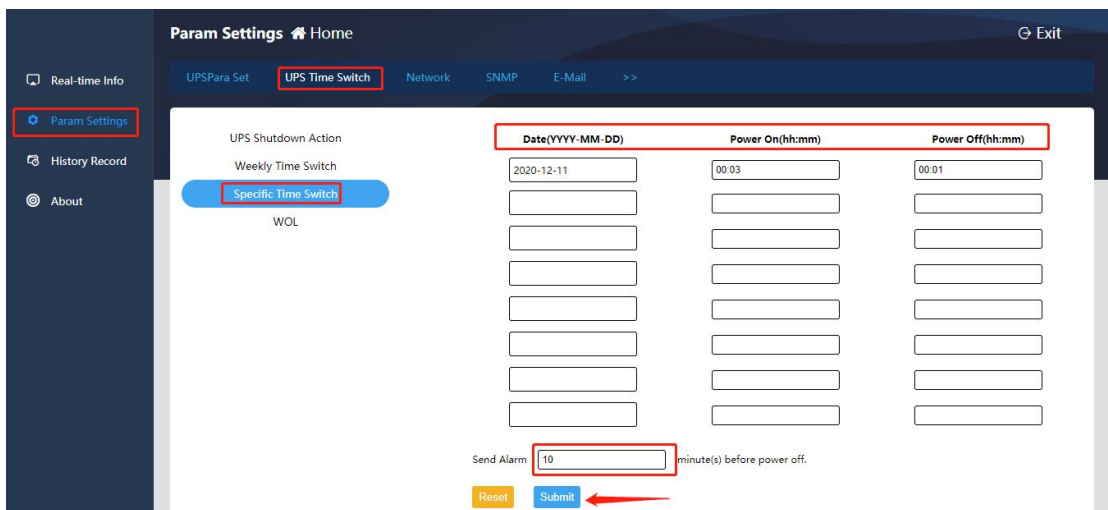 Param Settings Home
Exit
Real-time Info
Param Settings
History Record
About
UPSPara Set UPS Time Switch Network SNMP E-Mail >>
UPS Shutdown Action
Weekly Time Switch
Specific Time Switch
WOL
Date(YYYY-MM-DD) Power On(hh:mm) Power Off(hh:mm)
2020-12-11 00:03 00:01
Send Alarm 10 minute(s) before power off.
Reset Submit